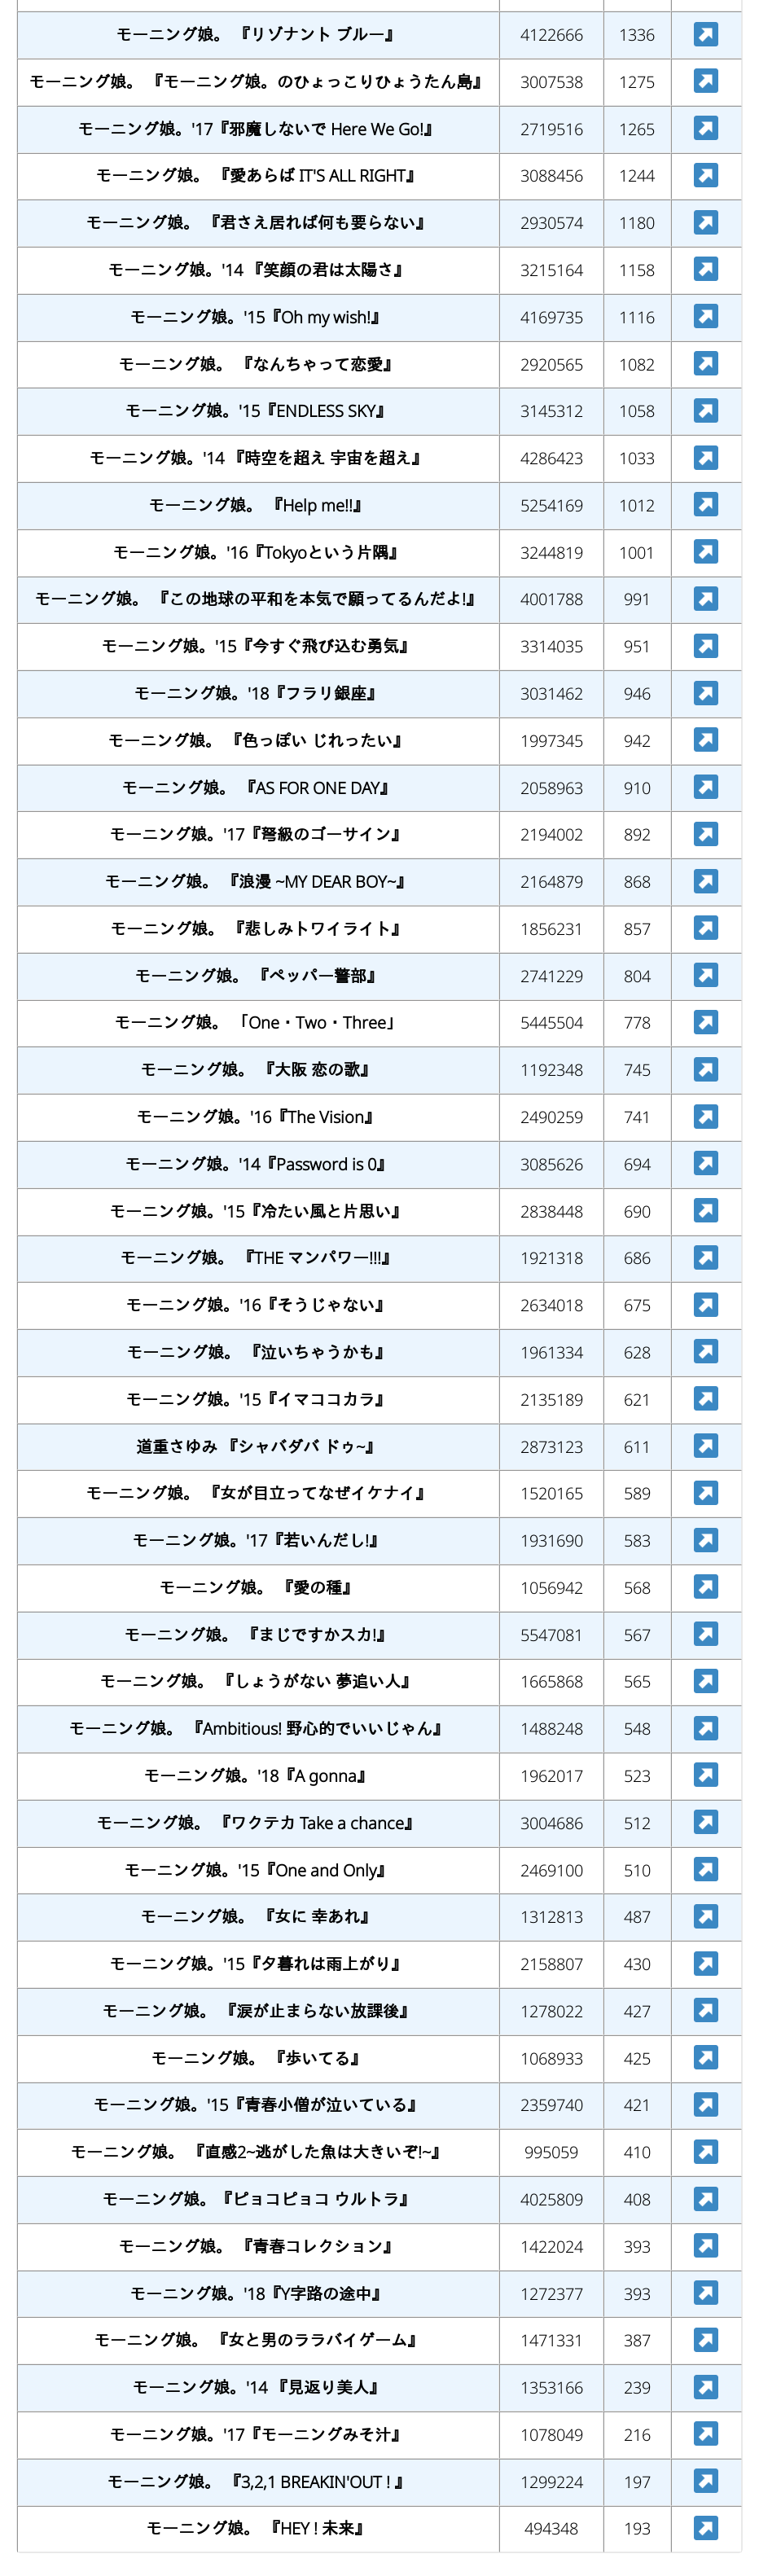 モーニング娘。 『リゾナント ブルー』 4122666 1336
モーニング娘。 『モーニング娘。のひょっこりひょうたん島』 3007538 1275
モーニング娘。'17『邪魔しないで Here We Go!』 2719516 1265
モーニング娘。 『愛あらば IT'S ALL RIGHT』 3088456 1244
モーニング娘。 『君さえ居れば何も要らない』 2930574 1180
モーニング娘。'14 『笑顔の君は太陽さ』 3215164 1158
モーニング娘。'15『Oh my wish!』 4169735 1116
モーニング娘。 『なんちゃって恋愛』 2920565 1082
モーニング娘。'15『ENDLESS SKY』 3145312 1058
モーニング娘。'14 『時空を超え 宇宙を超え』 4286423 1033
モーニング娘。 『Help me!!』 5254169 1012
モーニング娘。'16『Tokyoという片隅』 3244819 1001
モーニング娘。 『この地球の平和を本気で願ってるんだよ!』 4001788 991
モーニング娘。'15『今すぐ飛び込む勇気』 3314035 951
モーニング娘。'18『フラリ銀座』 3031462 946
モーニング娘。 『色っぽい じれったい』 1997345 942
モーニング娘。 『AS FOR ONE DAY』 2058963 910
モーニング娘。'17『弩級のゴーサイン』 2194002 892
モーニング娘。 『浪漫 ~MY DEAR BOY~』 2164879 868
モーニング娘。 『悲しみトワイライト』 1856231 857
モーニング娘。 『ペッパー警部』 2741229 804
モーニング娘。 「One・Two・Three」 5445504 778
モーニング娘。 『大阪 恋の歌』 1192348 745
モーニング娘。'16『The Vision』 2490259 741
モーニング娘。'14『Password is 0』 3085626 694
モーニング娘。'15『冷たい風と片思い』 2838448 690
モーニング娘。 『THE マンパワー!!!』 1921318 686
モーニング娘。'16『そうじゃない』 2634018 675
モーニング娘。 『泣いちゃうかも』 1961334 628
モーニング娘。'15『イマココカラ』 2135189 621
道重さゆみ 『シャバダバ ドゥ~』 2873123 611
モーニング娘。 『女が目立ってなぜイケナイ』 1520165 589
モーニング娘。'17『若いんだし!』 1931690 583
モーニング娘。 『愛の種』 1056942 568
モーニング娘。 『まじですかスカ!』 5547081 567
モーニング娘。 『しょうがない 夢追い人』 1665868 565
モーニング娘。 『Ambitious! 野心的でいいじゃん』 1488248 548
モーニング娘。'18『A gonna』 1962017 523
モーニング娘。 『ワクテカ Take a chance』 3004686 512
モーニング娘。'15『One and Only』 2469100 510
モーニング娘。 『女に 幸あれ』 1312813 487
モーニング娘。'15『夕暮れは雨上がり』 2158807 430
モーニング娘。 『涙が止まらない放課後』 1278022 427
モーニング娘。 『歩いてる』 1068933 425
モーニング娘。'15『青春小僧が泣いている』 2359740 421
モーニング娘。 『直感2~逃がした魚は大きいぞ!~』 995059 410
モーニング娘。『ピョコピョコ ウルトラ』 4025809 408
モーニング娘。 『青春コレクション』 1422024 393
モーニング娘。'18『Y字路の途中』 1272377 393
モーニング娘。 『女と男のララバイゲーム』 1471331 387
モーニング娘。'14 『見返り美人』 1353166 239
モーニング娘。'17『モーニングみそ汁』 1078049 216
モーニング娘。 『3,2,1 BREAKIN'OUT ! 』 1299224 197
モーニング娘。 『HEY ! 未来』 494348 193